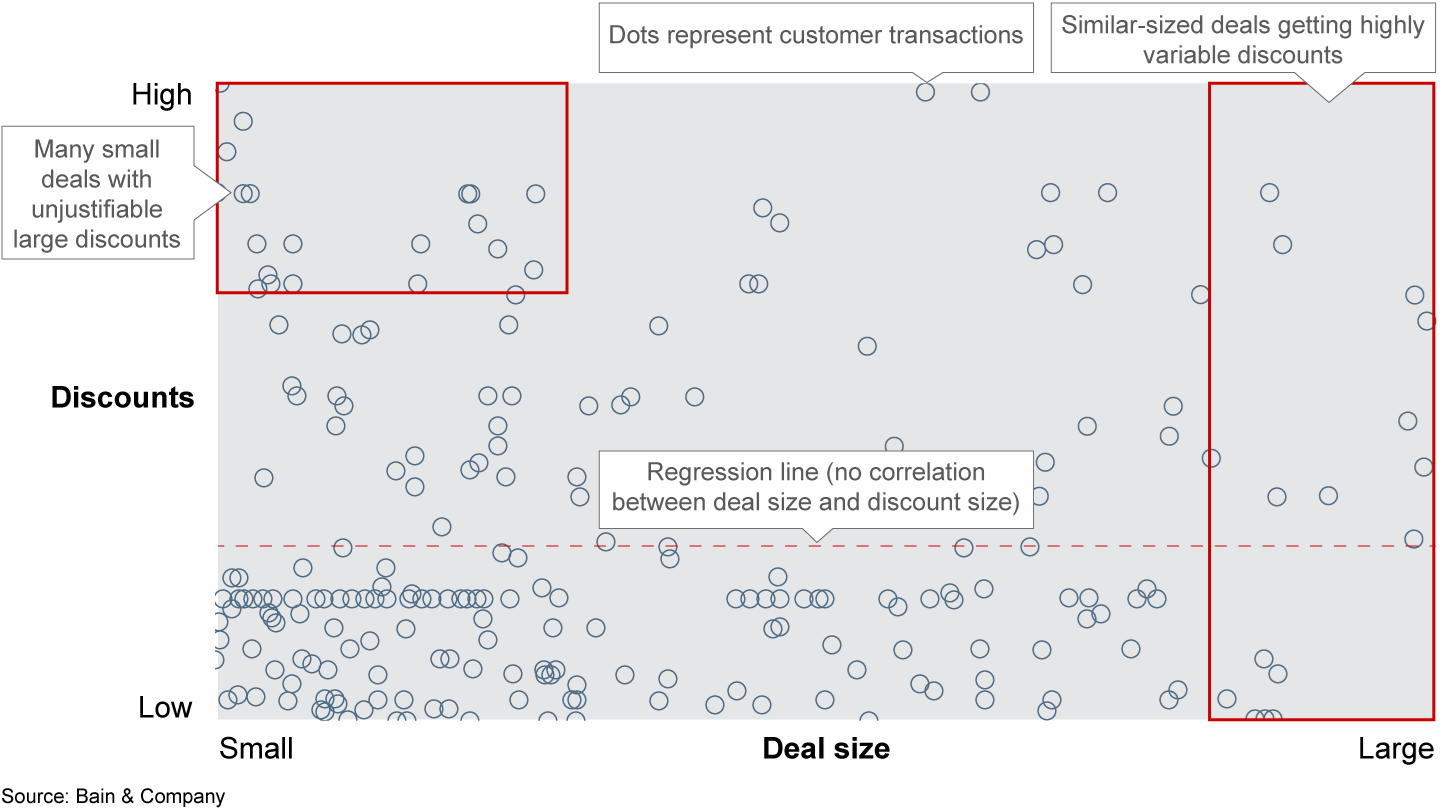 Dots represent customer transactions
Similar-sized deals getting highly
variable discounts
High
Many small
deals with
unjustifiable
large discounts
Discounts
Regression line (no correlation
between deal size and discount size)
Low
Small
Deal size
Large
Source: Bain & Company